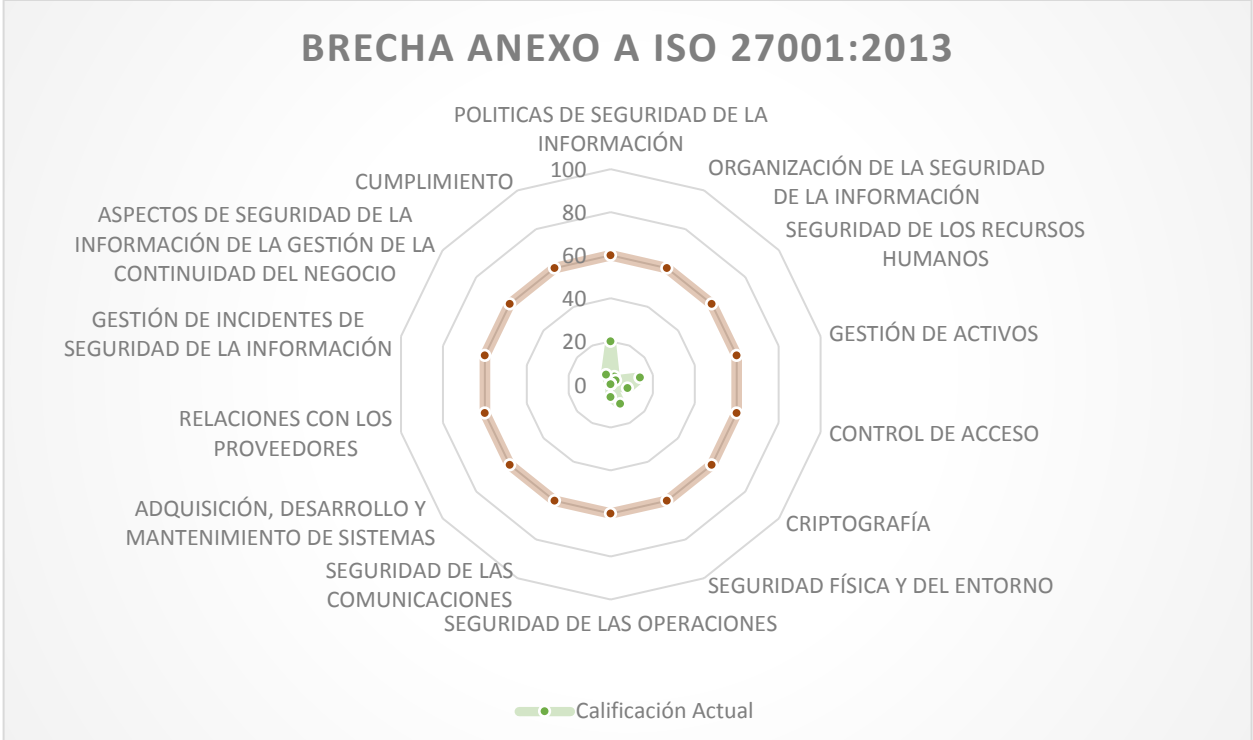 BRECHA ANEXO A ISO 27001:2013
POLITICAS DE SEGURIDAD DE LA
INFORMACIÓN
ORGANIZACIÓN DE LA SEGURIDAD
DE LA INFORMACIÓN
SEGURIDAD DE LOS RECURSOS
HUMANOS
GESTIÓN DE ACTIVOS
CONTROL DE ACCESO
CRIPTOGRAFÍA
SEGURIDAD FÍSICA Y DEL ENTORNO
SEGURIDAD DE LAS OPERACIONES
SEGURIDAD DE LAS
COMUNICACIONES
ADQUISICIÓN, DESARROLLO Y
MANTENIMIENTO DE SISTEMAS
RELACIONES CON LOS
PROVEEDORES
GESTIÓN DE INCIDENTES DE
SEGURIDAD DE LA INFORMACIÓN
ASPECTOS DE SEGURIDAD DE LA
INFORMACIÓN DE LA GESTIÓN DE LA
CONTINUIDAD DEL NEGOCIO
CUMPLIMIENTO
100
80
60
40
20
0
Calificación Actual